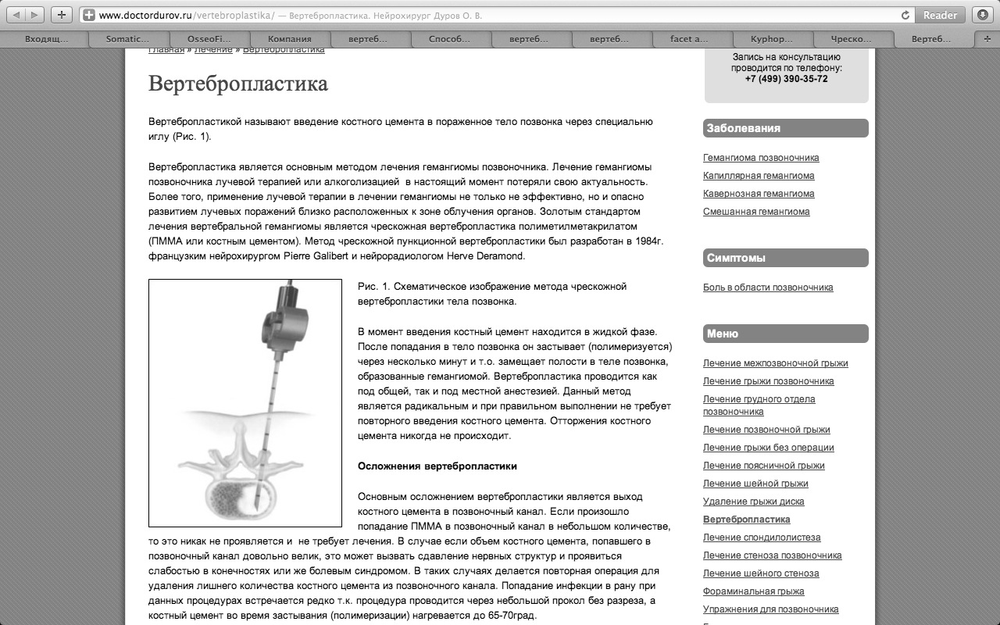 www.doctordurov.ru/vertebroplastika/ — Вертебропластика. Нейрохирург Дуров О. В.
Reader
Входящ...
Somatic...
OsseoFi...
Компания
вертеб...
Способ...
вертеб...
вертеб...
facet a...
Kyphop...
Чреско...
Вертеб...
Главная » Лечение » Вертебропластика
Вертебропластика
Вертебропластикой называют введение костного цемента в пораженное тело позвонка через специальню
иглу (Рис. 1).
Вертебропластика является основным методом лечения гемангиомы позвоночника. Лечение гемангиомы
позвоночника лучевой терапией или алкоголизацией в настоящий момент потеряли свою актуальность.
Более того, применение лучевой терапии в лечении гемангиомы не только не эффективно, но и опасно
развитием лучевых поражений близко расположенных к зоне облучения органов. Золотым стандартом
лечения вертебральной гемангиомы является чрескожная вертебропластика полиметилметакрилатом
(ПММА или костным цементом). Метод чрескожной пункционной вертебропластики был разработан в 1984г.
французким нейрохирургом Pierre Galibert и нейрорадиологом Herve Deramond.
Рис. 1. Схематическое изображение метода чрескожной
вертебропластики тела позвонка.
В момент введения костный цемент находится в жидкой фазе.
После попадания в тело позвонка он застывает (полимеризуется)
через несколько минут и т.о. замещает полости в теле позвонка,
образованные гемангиомой. Вертебропластика проводится как
под общей, так и под местной анестезией. Данный метод
является радикальным и при правильном выполнении не требует
повторного введения костного цемента. Отторжения костного
цемента никогда не происходит.
Осложнения вертебропластики
Основным осложнением вертебропластики является выход
костного цемента в позвоночный канал. Если произошло
попадание ПММА в позвоночный канал в небольшом количестве,
то это никак не проявляется и не требует лечения. В случае если объем костного цемента, попавшего в
позвоночный канал довольно велик, это может вызвать сдавление нервных структур и проявиться
слабостью в конечностях или же болевым синдромом. В таких случаях делается повторная операция для
удаления лишнего количества костного цемента из позвоночного канала. Попадание инфекции в рану при
данных процедурах встречается редко т.к. процедура проводится через небольшой прокол без разреза, а
костный цемент во время застывания (полимеризации) нагревается до 65-70град.
Запись на консультацию
проводится по телефону:
+7 (499) 390-35-72
Заболевания
Гемангиома позвоночника
Капиллярная гемангиома
Кавернозная гемангиома
Смешанная гемангиома
Симптомы
Боль в области позвоночника
Меню
Лечение межпозвоночной грыжи
Лечение грыжи позвоночника
Лечение грудного отдела
позвоночника
Лечение позвоночной грыжи
Лечение грыжи без операции
Лечение поясничной грыжи
Лечение шейной грыжи
Удаление грыжи диска
Вертебропластика
Лечение спондилолистеза
Лечение стеноза позвоночника
Лечение шейного стеноза
Фораминальная грыжа
Упражнения для позвоночника